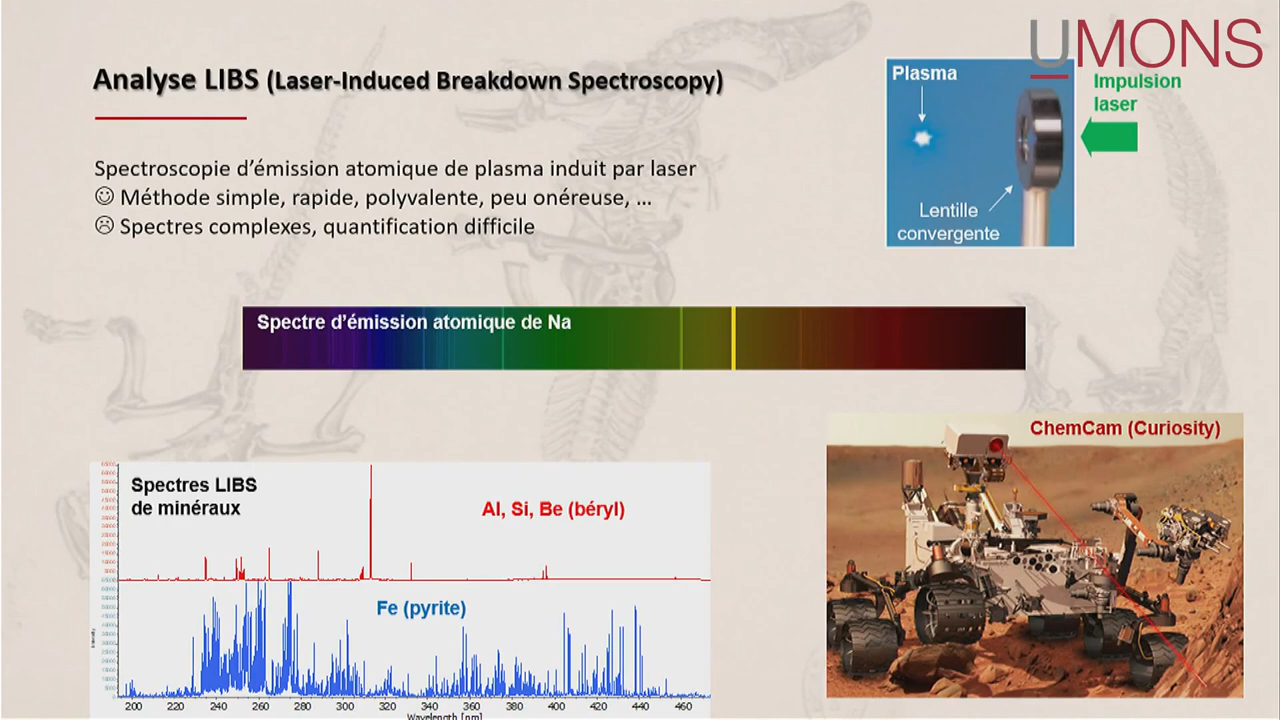 UMONS
Analyse LIBS (Laser-Induced Breakdown Spectroscopy)
Plasma
Impulsion
laser
Spectroscopie d’émission atomique de plasma induit par laser
☺ Méthode simple, rapide, polyvalente, peu onéreuse, ...
☹ Spectres complexes, quantification difficile
Lentille
convergente
Spectre d’émission atomique de Na
ChemCam (Curiosity)
Spectres LIBS
de minéraux
Al, Si, Be (béryl)
Fe (pyrite)
200 220 240 260 280 300 320 340 360 380 400 420 440 460
Wavelength [nm]